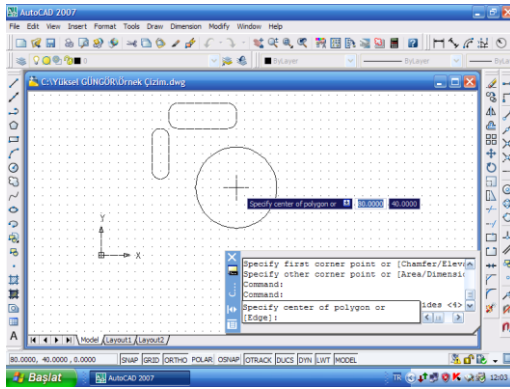 AutoCAD 2007
File Edit View Insert Format Tools Draw Dimension Modify Window Help
0 ByLayer ByLayer ByLa
C:\Yüksel GÜNGÖR\Örnek Çizim.dwg
Specify center of polygon or 80.0000 40.0000
Y
X
Specify first corner point or [Chamfer/Eleva
Specify other corner point or [Area/Dimensio
Command:
Command:
Specify center of polygon or ides <4>
[Edge]:
Model Layout1 Layout2
80.0000, 40.0000 , 0.0000 SNAP GRID ORTHO POLAR OSNAP OTRACK DUCS DYN LWT MODEL
Başlat AutoCAD 2007 TR 12:03